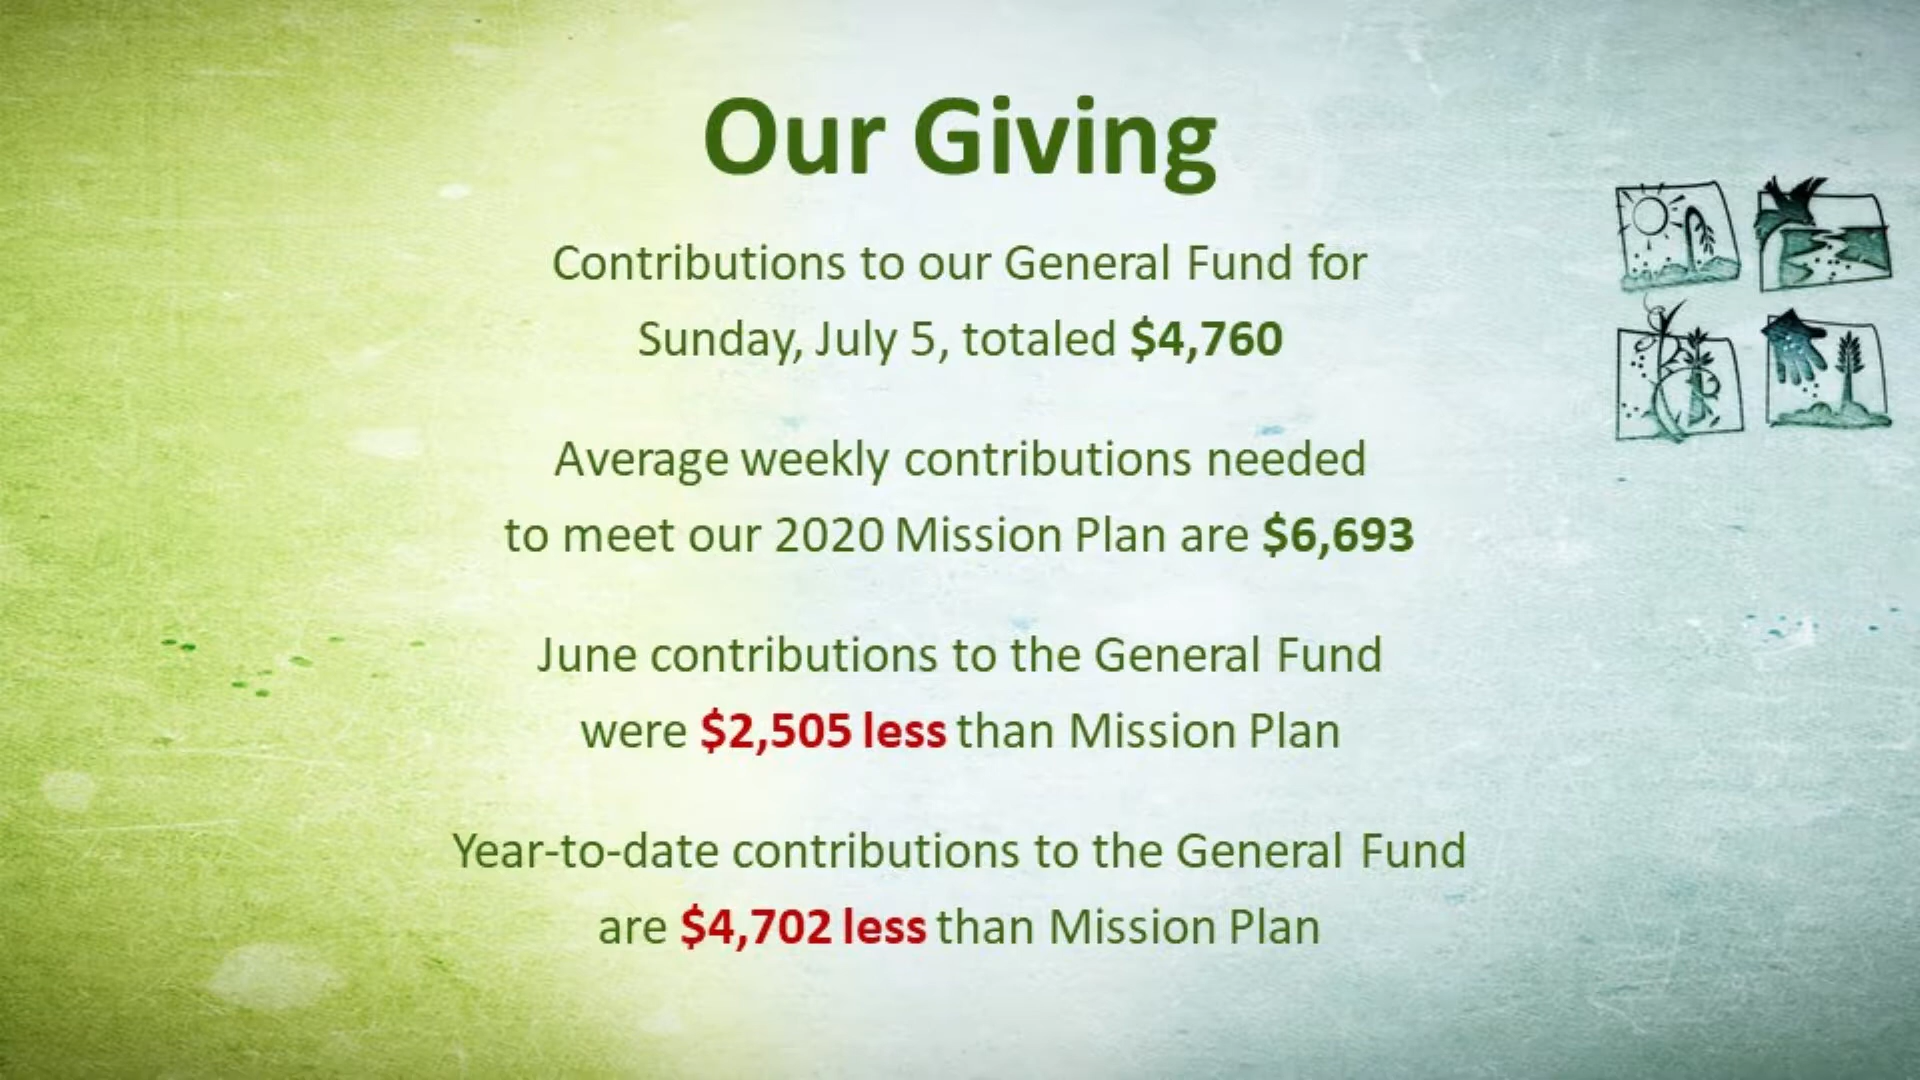 Our Giving
Contributions to our General Fund for
Sunday, July 5, totaled $4,760
Average weekly contributions needed
to meet our 2020 Mission Plan are $6,693
June contributions to the General Fund
were $2,505 less than Mission Plan
Year-to-date contributions to the General Fund
are $4,702 less than Mission Plan